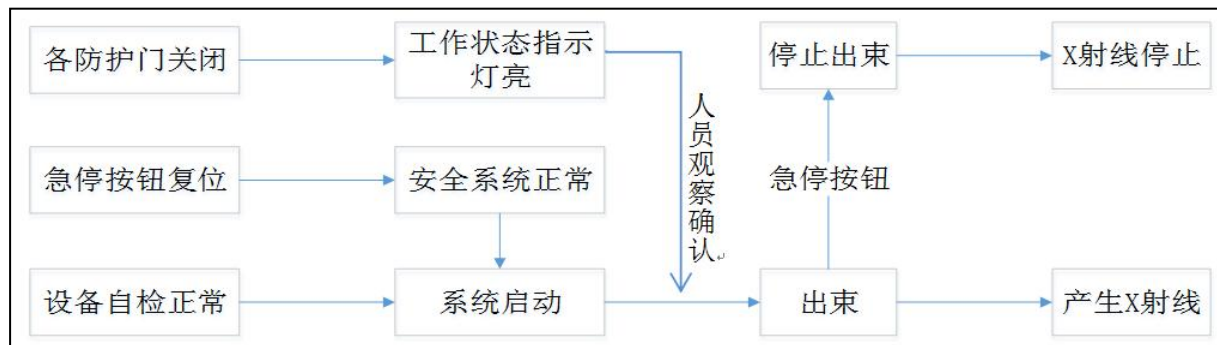 各防护门关闭
工作状态指示
灯亮
停止出束
X射线停止
人员观察确认
急停按钮复位
安全系统正常
急停按钮
设备自检正常
系统启动
出束
产生X射线